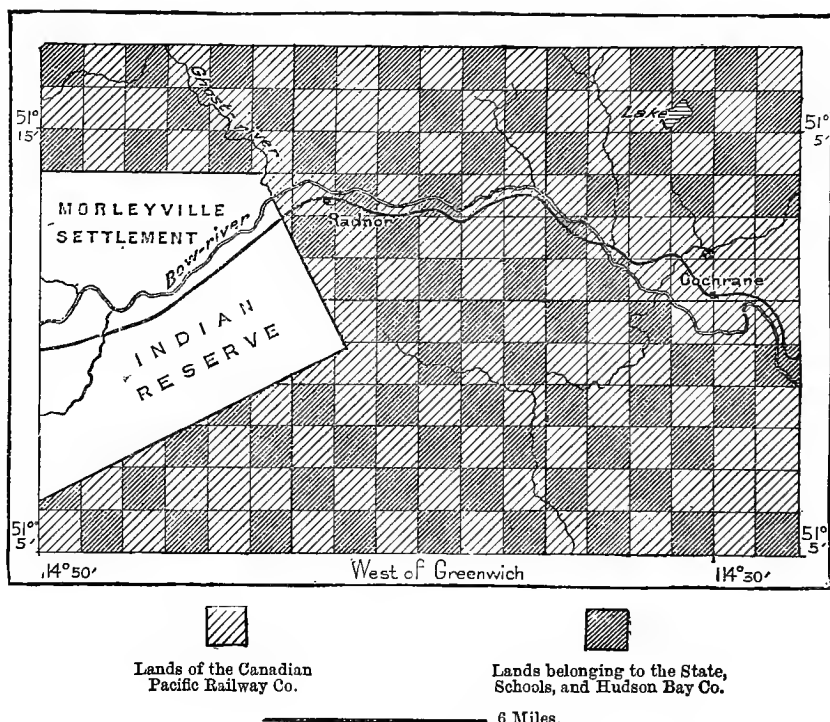 Ghost river
Lake
51°
15′
51°
5′
MORLEYVILLE
SETTLEMENT
Bow-river
Radnor
Cochrane
INDIAN
RESERVE
51°
5′
51°
5′
114°50′
West of Greenwich
114°30′
Lands of the Canadian
Pacific Railway Co.
Lands belonging to the State,
Schools, and Hudson Bay Co.
6 Miles.